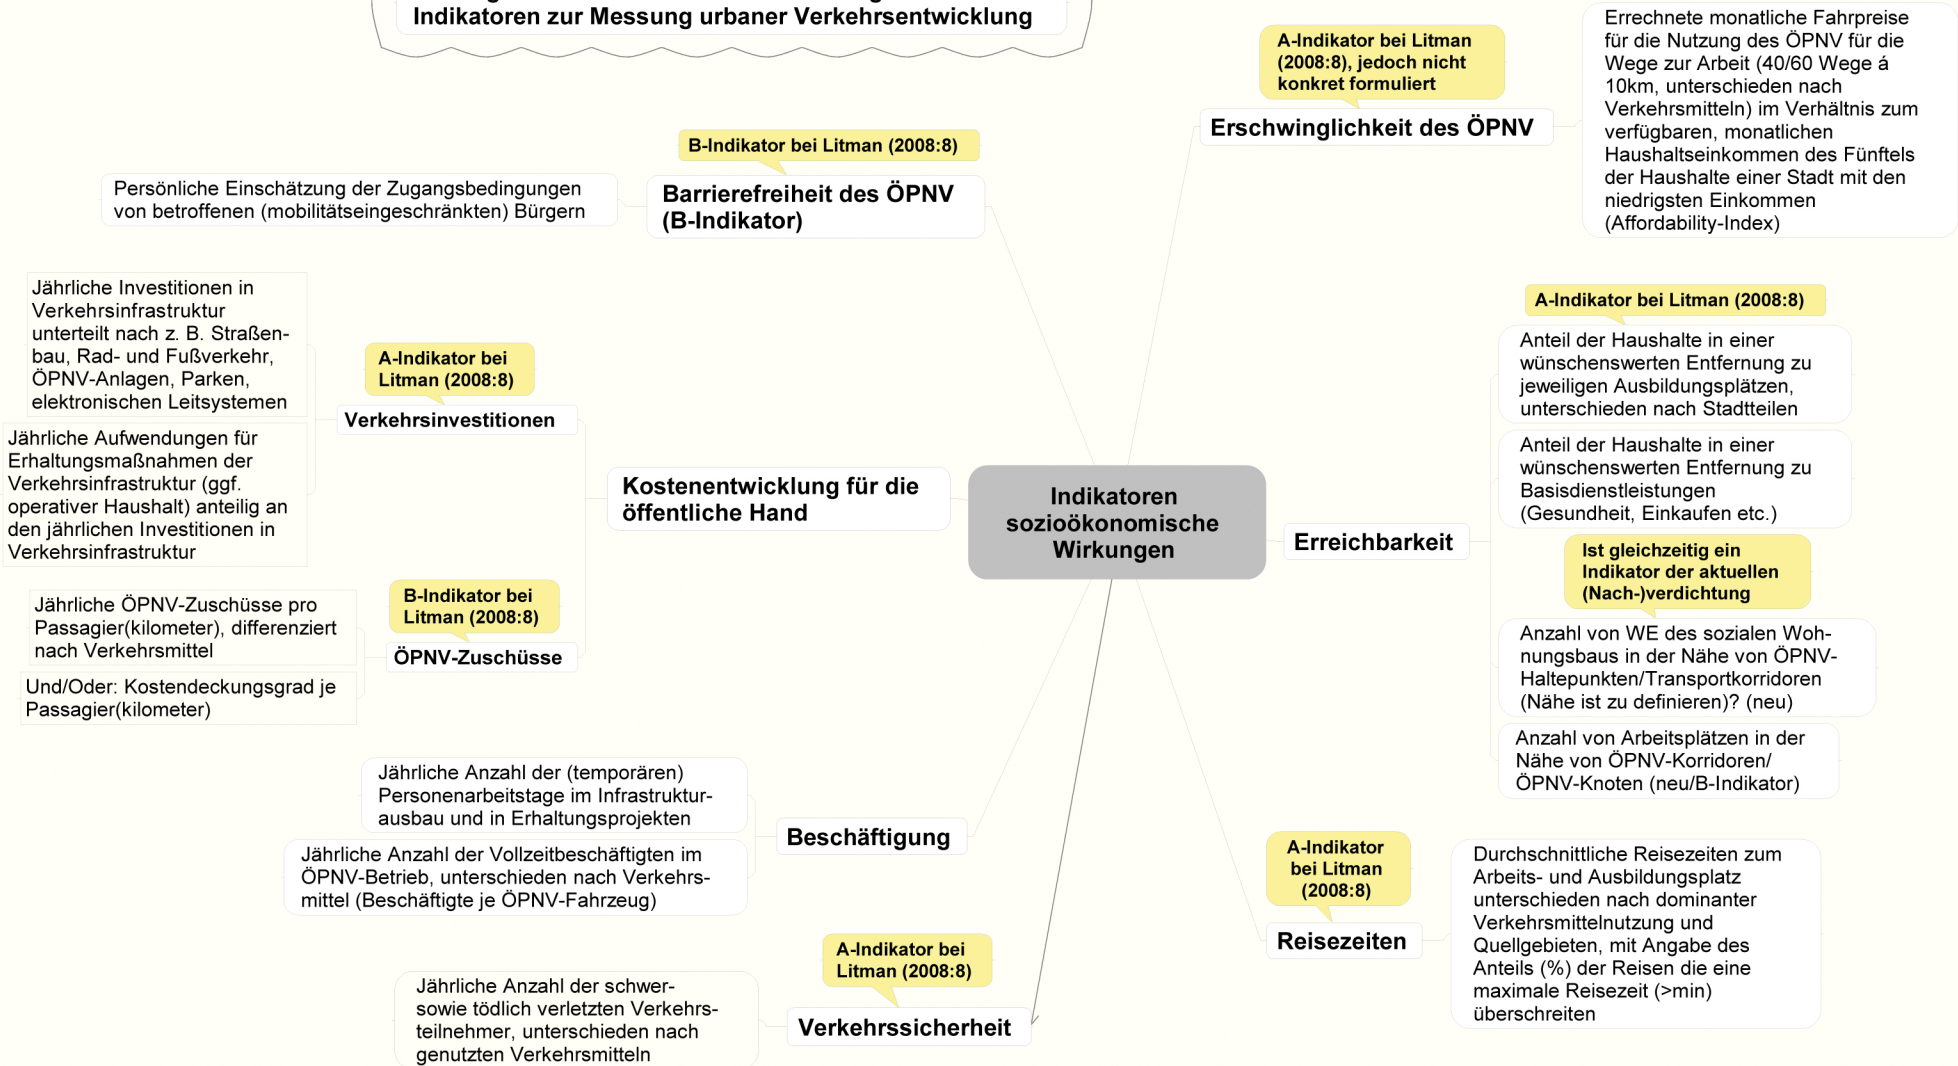 Indikatoren zur Messung urbaner Verkehrsentwicklung
A-Indikator bei Litman
(2008:8), jedoch nicht
konkret formuliert
Erschwinglichkeit des ÖPNV
Errechnete monatliche Fahrpreise
für die Nutzung des ÖPNV für die
Wege zur Arbeit (40/60 Wege á
10km, unterschieden nach
Verkehrsmitteln) im Verhältnis zum
verfügbaren, monatlichen
Haushaltseinkommen des Fünftels
der Haushalte einer Stadt mit den
niedrigsten Einkommen
(Affordability-Index)
B-Indikator bei Litman (2008:8)
Barrierefreiheit des ÖPNV
(B-Indikator)
Persönliche Einschätzung der Zugangsbedingungen
von betroffenen (mobilitätseingeschränkten) Bürgern
Jährliche Investitionen in
Verkehrsinfrastruktur
unterteilt nach z. B. Straßen-
bau, Rad- und Fußverkehr,
ÖPNV-Anlagen, Parken,
elektronischen Leitsystemen
A-Indikator bei
Litman (2008:8)
Verkehrsinvestitionen
Jährliche Aufwendungen für
Erhaltungsmaßnahmen der
Verkehrsinfrastruktur (ggf.
operativer Haushalt) anteilig an
den jährlichen Investitionen in
Verkehrsinfrastruktur
Kostenentwicklung für die
öffentliche Hand
Indikatoren
sozioökonomische
Wirkungen
B-Indikator bei
Litman (2008:8)
ÖPNV-Zuschüsse
Jährliche ÖPNV-Zuschüsse pro
Passagier(kilometer), differenziert
nach Verkehrsmittel
Und/Oder: Kostendeckungsgrad je
Passagier(kilometer)
Erreichbarkeit
A-Indikator bei Litman (2008:8)
Anteil der Haushalte in einer
wünschenswerten Entfernung zu
jeweiligen Ausbildungsplätzen,
unterschieden nach Stadtteilen
Anteil der Haushalte in einer
wünschenswerten Entfernung zu
Basisdienstleistungen
(Gesundheit, Einkaufen etc.)
Ist gleichzeitig ein
Indikator der aktuellen
(Nach-)verdichtung
Anzahl von WE des sozialen Woh-
nungsbaus in der Nähe von ÖPNV-
Haltepunkten/Transportkorridoren
(Nähe ist zu definieren)? (neu)
Anzahl von Arbeitsplätzen in der
Nähe von ÖPNV-Korridoren/
ÖPNV-Knoten (neu/B-Indikator)
Jährliche Anzahl der (temporären)
Personenarbeitstage im Infrastruktur-
ausbau und in Erhaltungsprojekten
Beschäftigung
Jährliche Anzahl der Vollzeitbeschäftigten im
ÖPNV-Betrieb, unterschieden nach Verkehrs-
mittel (Beschäftigte je ÖPNV-Fahrzeug)
A-Indikator
bei Litman
(2008:8)
Reisezeiten
Durchschnittliche Reisezeiten zum
Arbeits- und Ausbildungsplatz
unterschieden nach dominanter
Verkehrsmittelnutzung und
Quellgebieten, mit Angabe des
Anteils (%) der Reisen die eine
maximale Reisezeit (>min)
überschreiten
A-Indikator bei
Litman (2008:8)
Verkehrssicherheit
Jährliche Anzahl der schwer-
sowie tödlich verletzten Verkehrs-
teilnehmer, unterschieden nach
genutzten Verkehrsmitteln